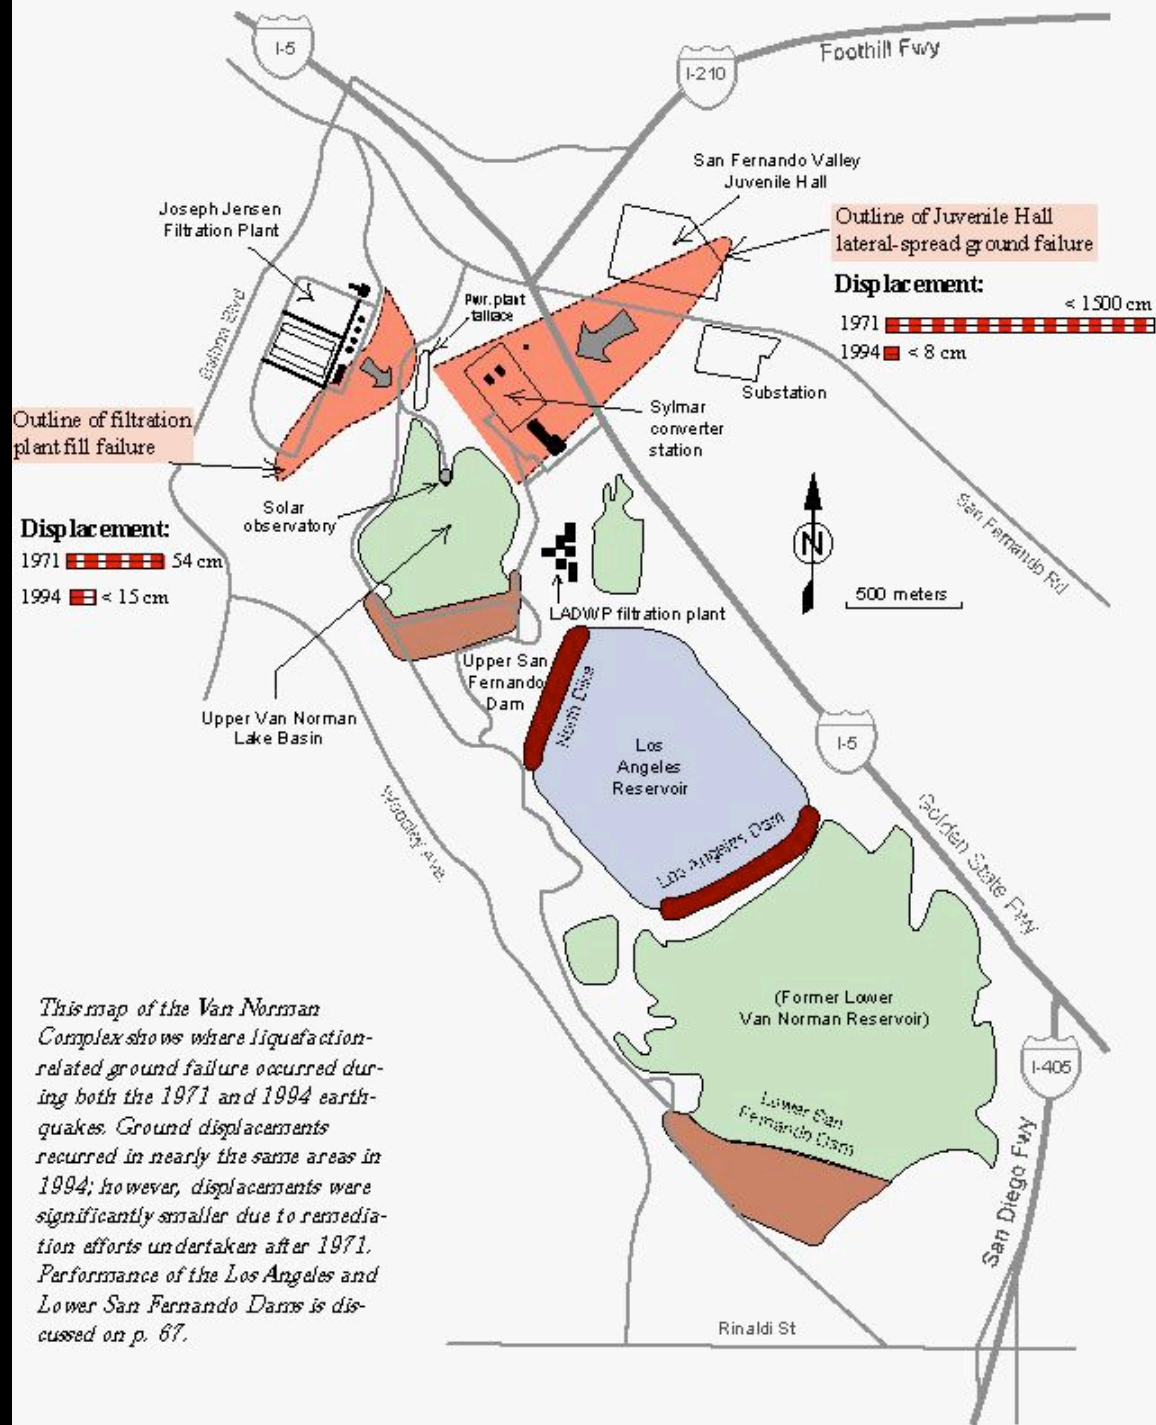 I-5
I-210
Foothill Fwy
San Fernando Valley
Juvenile Hall
Joseph Jensen
Filtration Plant
Outline of Juvenile Hall
lateral-spread ground failure
Displacement:
< 1500 cm
1971
1994 < 8 cm
Pwr. plant
tailrace
Balboa Blvd
Substation
Sylmar
converter
station
Outline of filtration
plant fill failure
Solar
observatory
Displacement:
1971 54 cm
1994 < 15 cm
San Fernando Rd
N
500 meters
LADWP filtration plant
Upper San
Fernando
Dam
North Dike
Upper Van Norman
Lake Basin
Los
Angeles
Reservoir
I-5
Woodley Ave.
Los Angeles Dam
Golden State Fwy
(Former Lower
Van Norman Reservoir)
I-405
Lower San
Fernando Dam
San Diego Fwy
This map of the Van Norman
Complex shows where liquefaction-
related ground failure occurred dur-
ing both the 1971 and 1994 earth-
quakes. Ground displacements
recurred in nearly the same areas in
1994; however, displacements were
significantly smaller due to remedia-
tion efforts undertaken after 1971.
Performance of the Los Angeles and
Lower San Fernando Dams is dis-
cussed on p. 67.
Rinaldi St